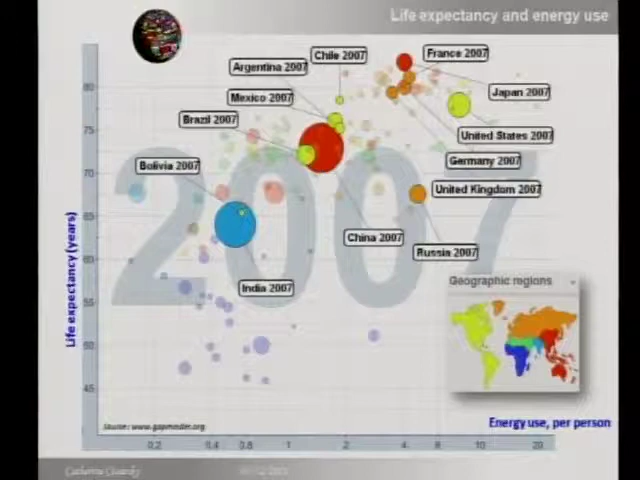 Life expectancy and energy use
Chile 2007
France 2007
Argentina 2007
Japan 2007
Mexico 2007
Brazil 2007
United States 2007
Bolivia 2007
Germany 2007
United Kingdom 2007
China 2007
Russia 2007
India 2007
2007
Geographic regions
Life expectancy (years)
80
75
70
65
60
55
50
45
Source: www.gapminder.org
Energy use, per person
0.2
0.4
0.6
1
2
4
6
10
20